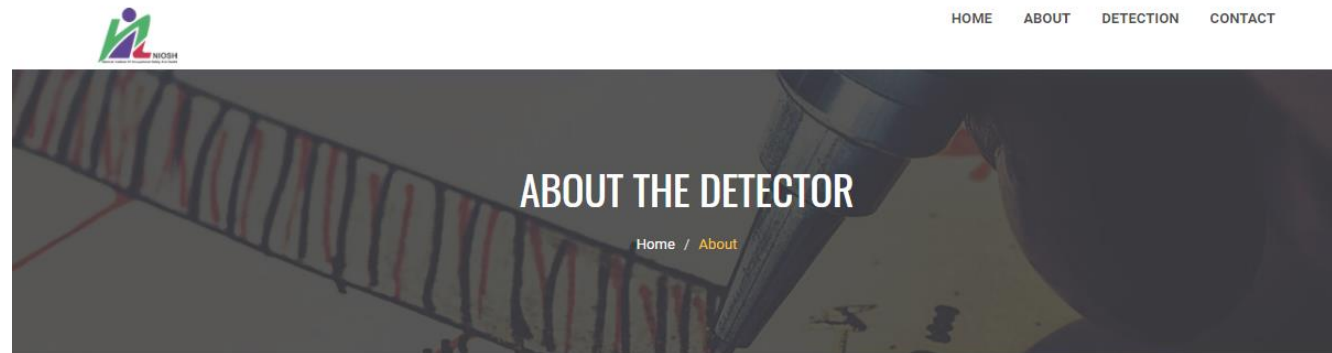 NIOSH
HOME ABOUT DETECTION CONTACT
ABOUT THE DETECTOR
Home / About